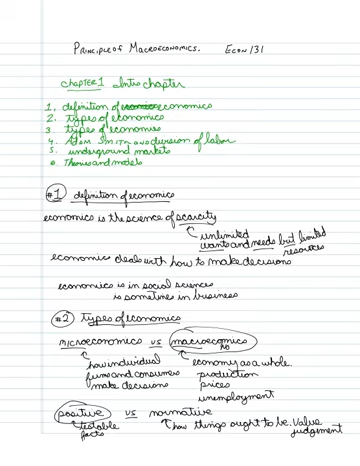 PRINCIPLE OF MACROECONOMICS. ECON 131
CHAPTER 1 Intro chapter
1. definition of economics
2. types of economics
3. types of economies
4. ADAM SMITH AND division of labor
5. underground markets
6. Theories and models
#1 definition of economics
economics is the science of scarcity
unlimited
wants and needs but limited
resources
economics deals with how to make decisions
economics is in social sciences
is sometimes in business
#2 types of economics
microeconomics vs macroeconomics
how individual economy as a whole
firms and consumers production
make decisions prices
unemployment
positive vs normative
testable how things ought to be. Value
facts judgement